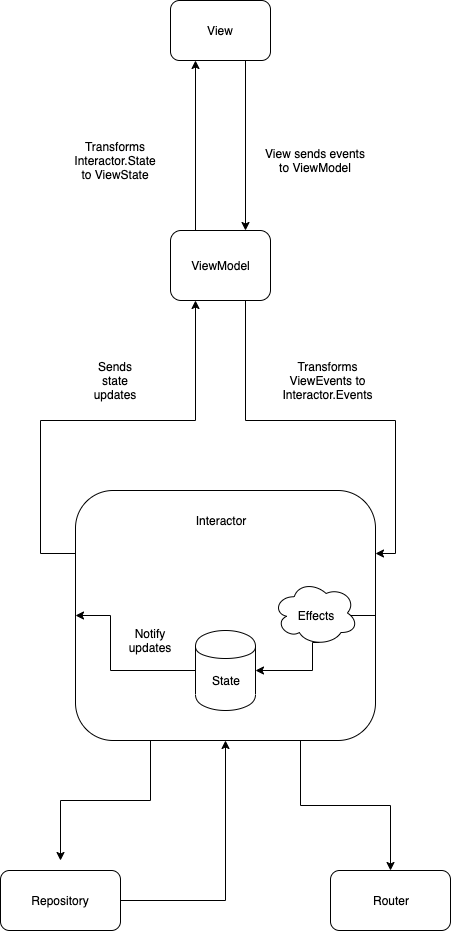 View
Transforms
Interactor.State
to ViewState
View sends events
to ViewModel
ViewModel
Sends
state
updates
Transforms
ViewEvents to
Interactor.Events
Interactor
Effects
Notify
updates
State
Repository
Router